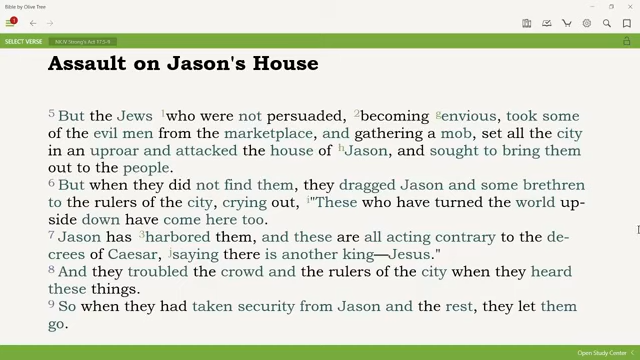 Bible by Olive Tree
SELECT VERSE
NKJV Strong's Act 17:5-9
Assault on Jason's House
5 But the Jews 1who were not persuaded, 2becoming genvious, took some
of the evil men from the marketplace, and gathering a mob, set all the city
in an uproar and attacked the house of hJason, and sought to bring them
out to the people.
6 But when they did not find them, they dragged Jason and some brethren
to the rulers of the city, crying out, i"These who have turned the world up-
side down have come here too.
7 Jason has 3harbored them, and these are all acting contrary to the de-
crees of Caesar, jsaying there is another king—Jesus."
8 And they troubled the crowd and the rulers of the city when they heard
these things.
9 So when they had taken security from Jason and the rest, they let them
go.
Open Study Center